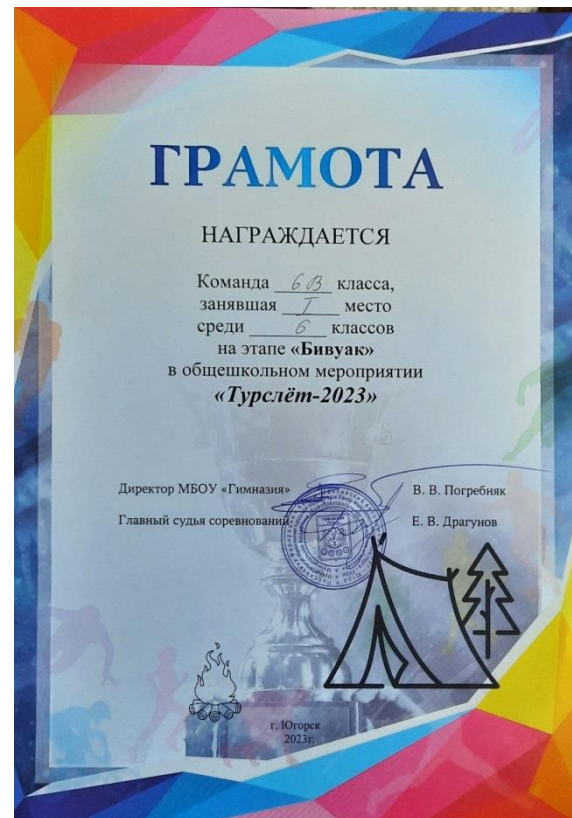 ГРАМОТА
НАГРАЖДАЕТСЯ
Команда 6В класса,
занявшая I место
среди 6 классов
на этапе «Бивуак»
в общешкольном мероприятии
«Турслёт-2023»
Директор МБОУ «Гимназия» В. В. Погребняк
Главный судья соревнований Е. В. Драгунов
г. Югорск
2023г.